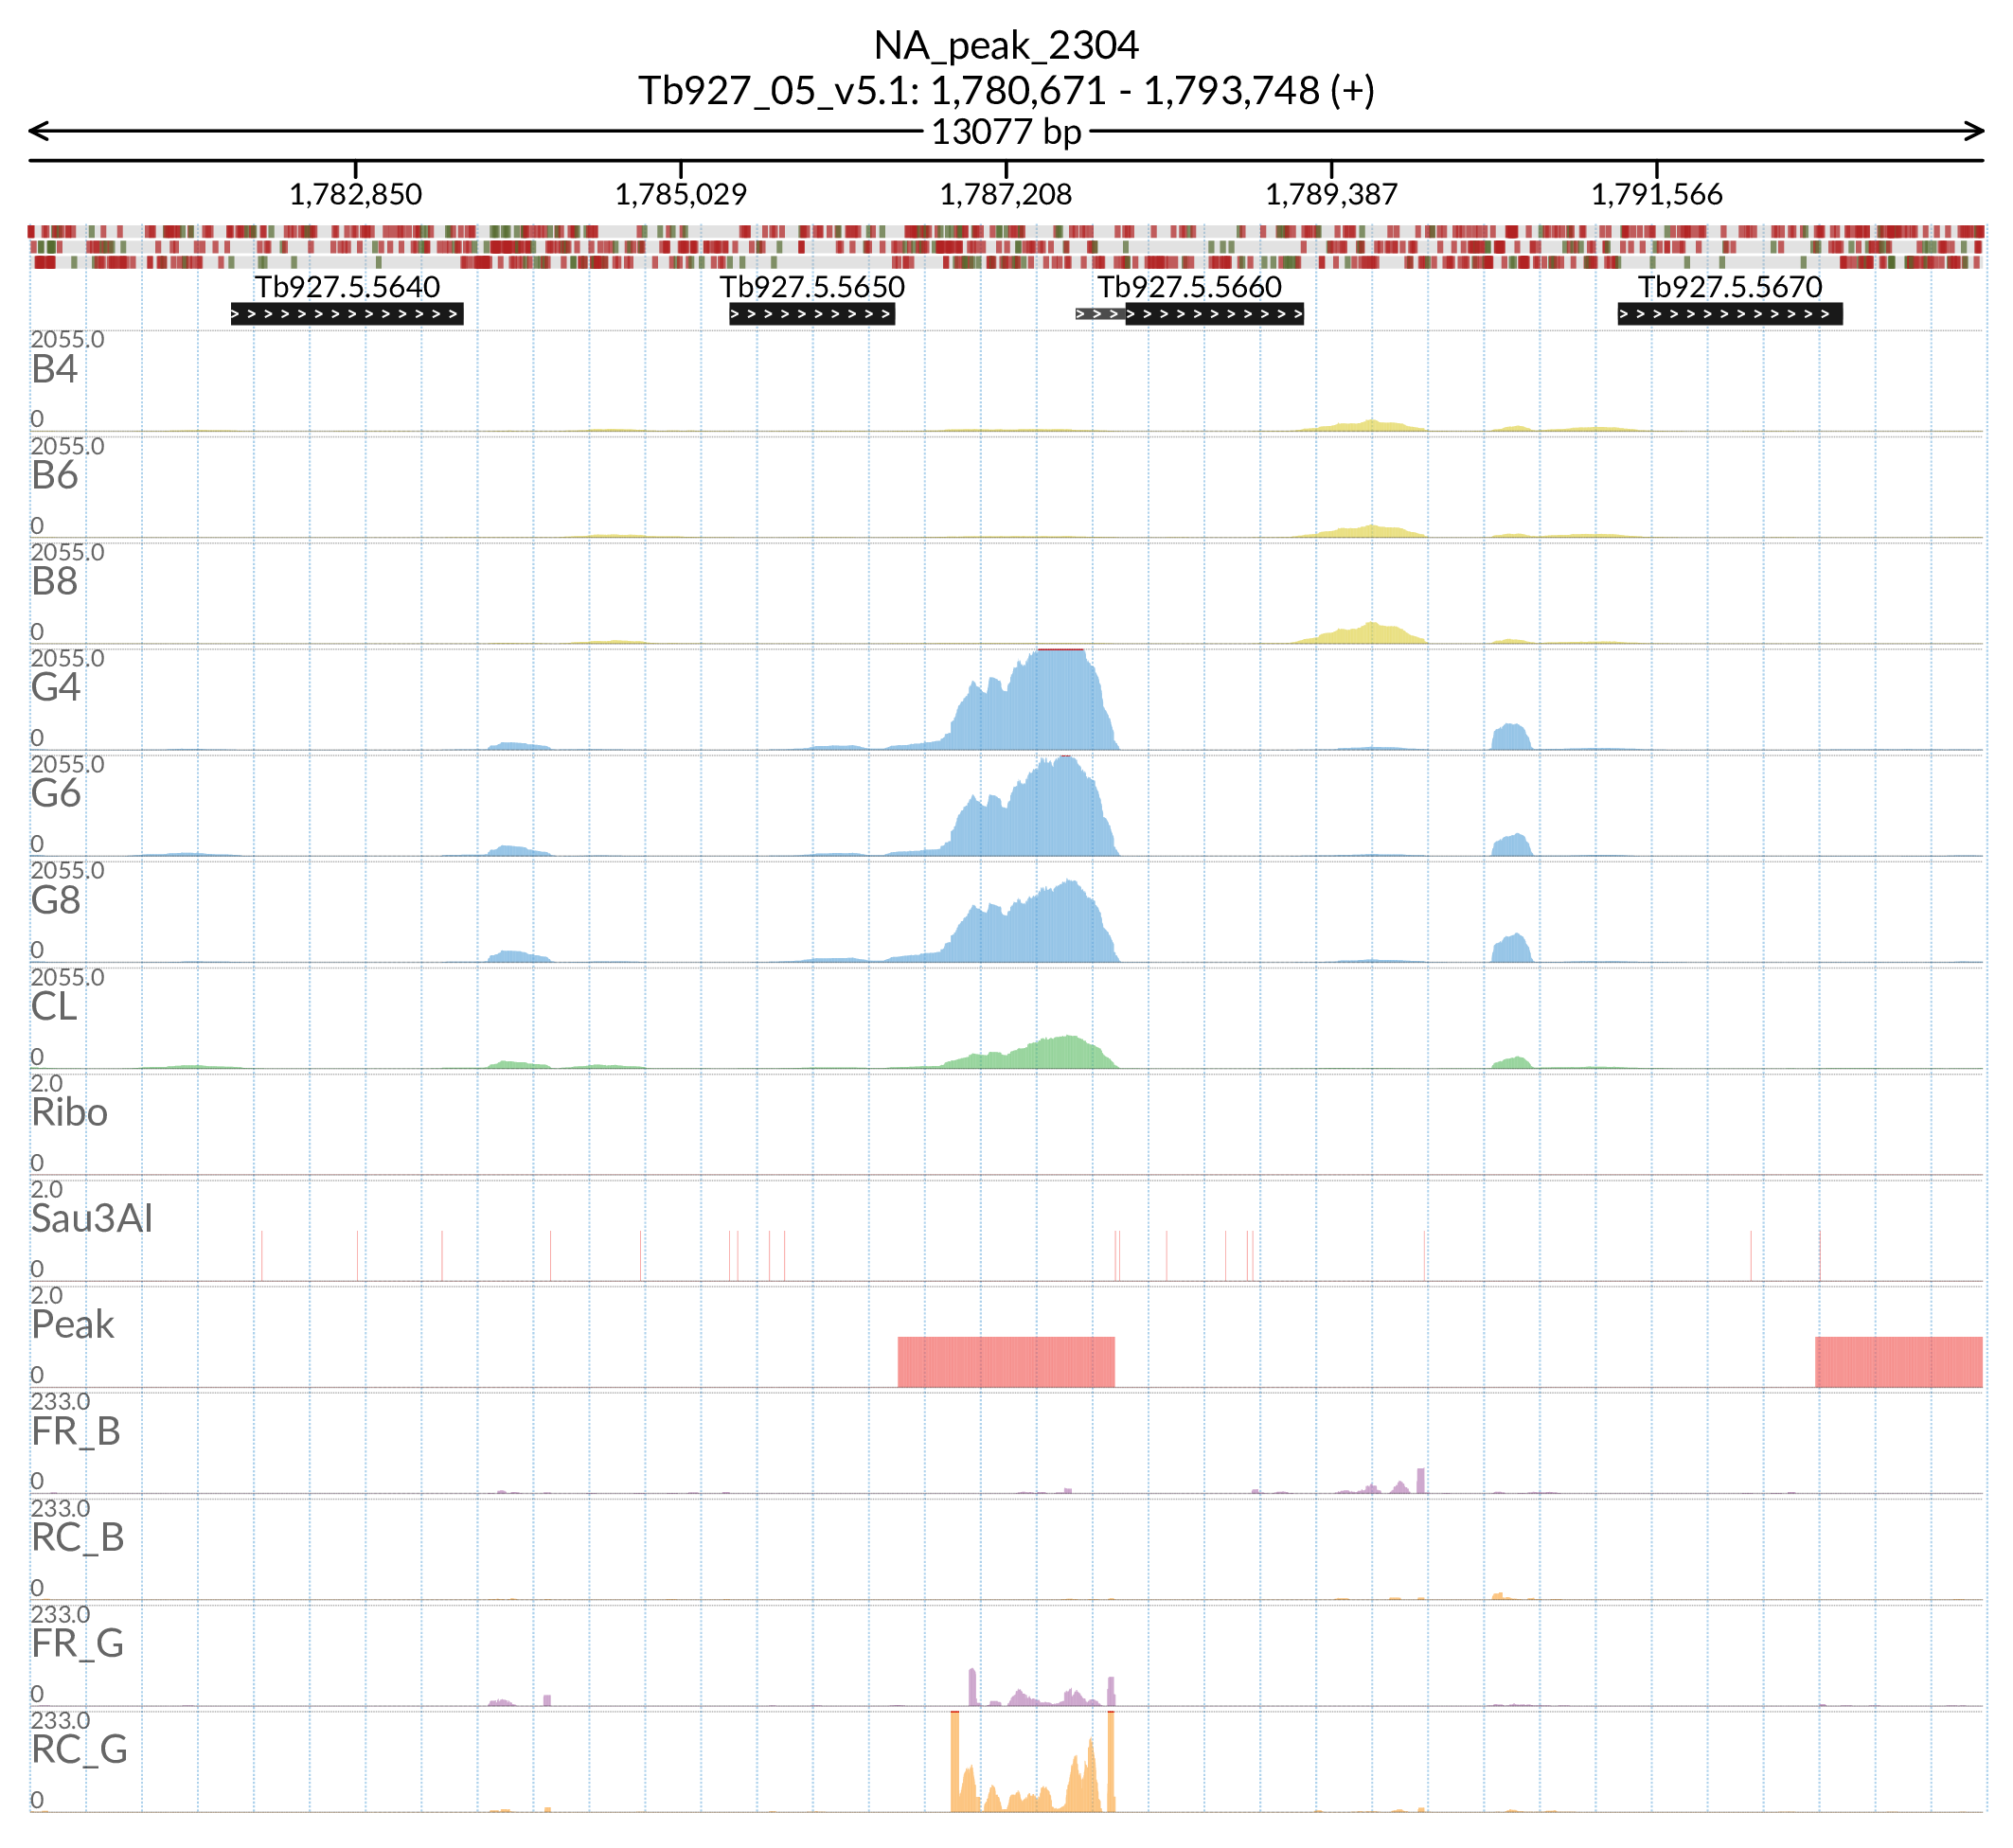 NA_peak_2304
Tb927_05_v5.1: 1,780,671 - 1,793,748 (+)
13077 bp
1,782,850 1,785,029 1,787,208 1,789,387 1,791,566
Tb927.5.5640 Tb927.5.5650 Tb927.5.5660 Tb927.5.5670
2055.0
B4
0
2055.0
B6
0
2055.0
B8
0
2055.0
G4
0
2055.0
G6
0
2055.0
G8
0
2055.0
CL
0
2.0
Ribo
0
2.0
Sau3AI
0
2.0
Peak
0
233.0
FR_B
0
233.0
RC_B
0
233.0
FR_G
0
233.0
RC_G
0